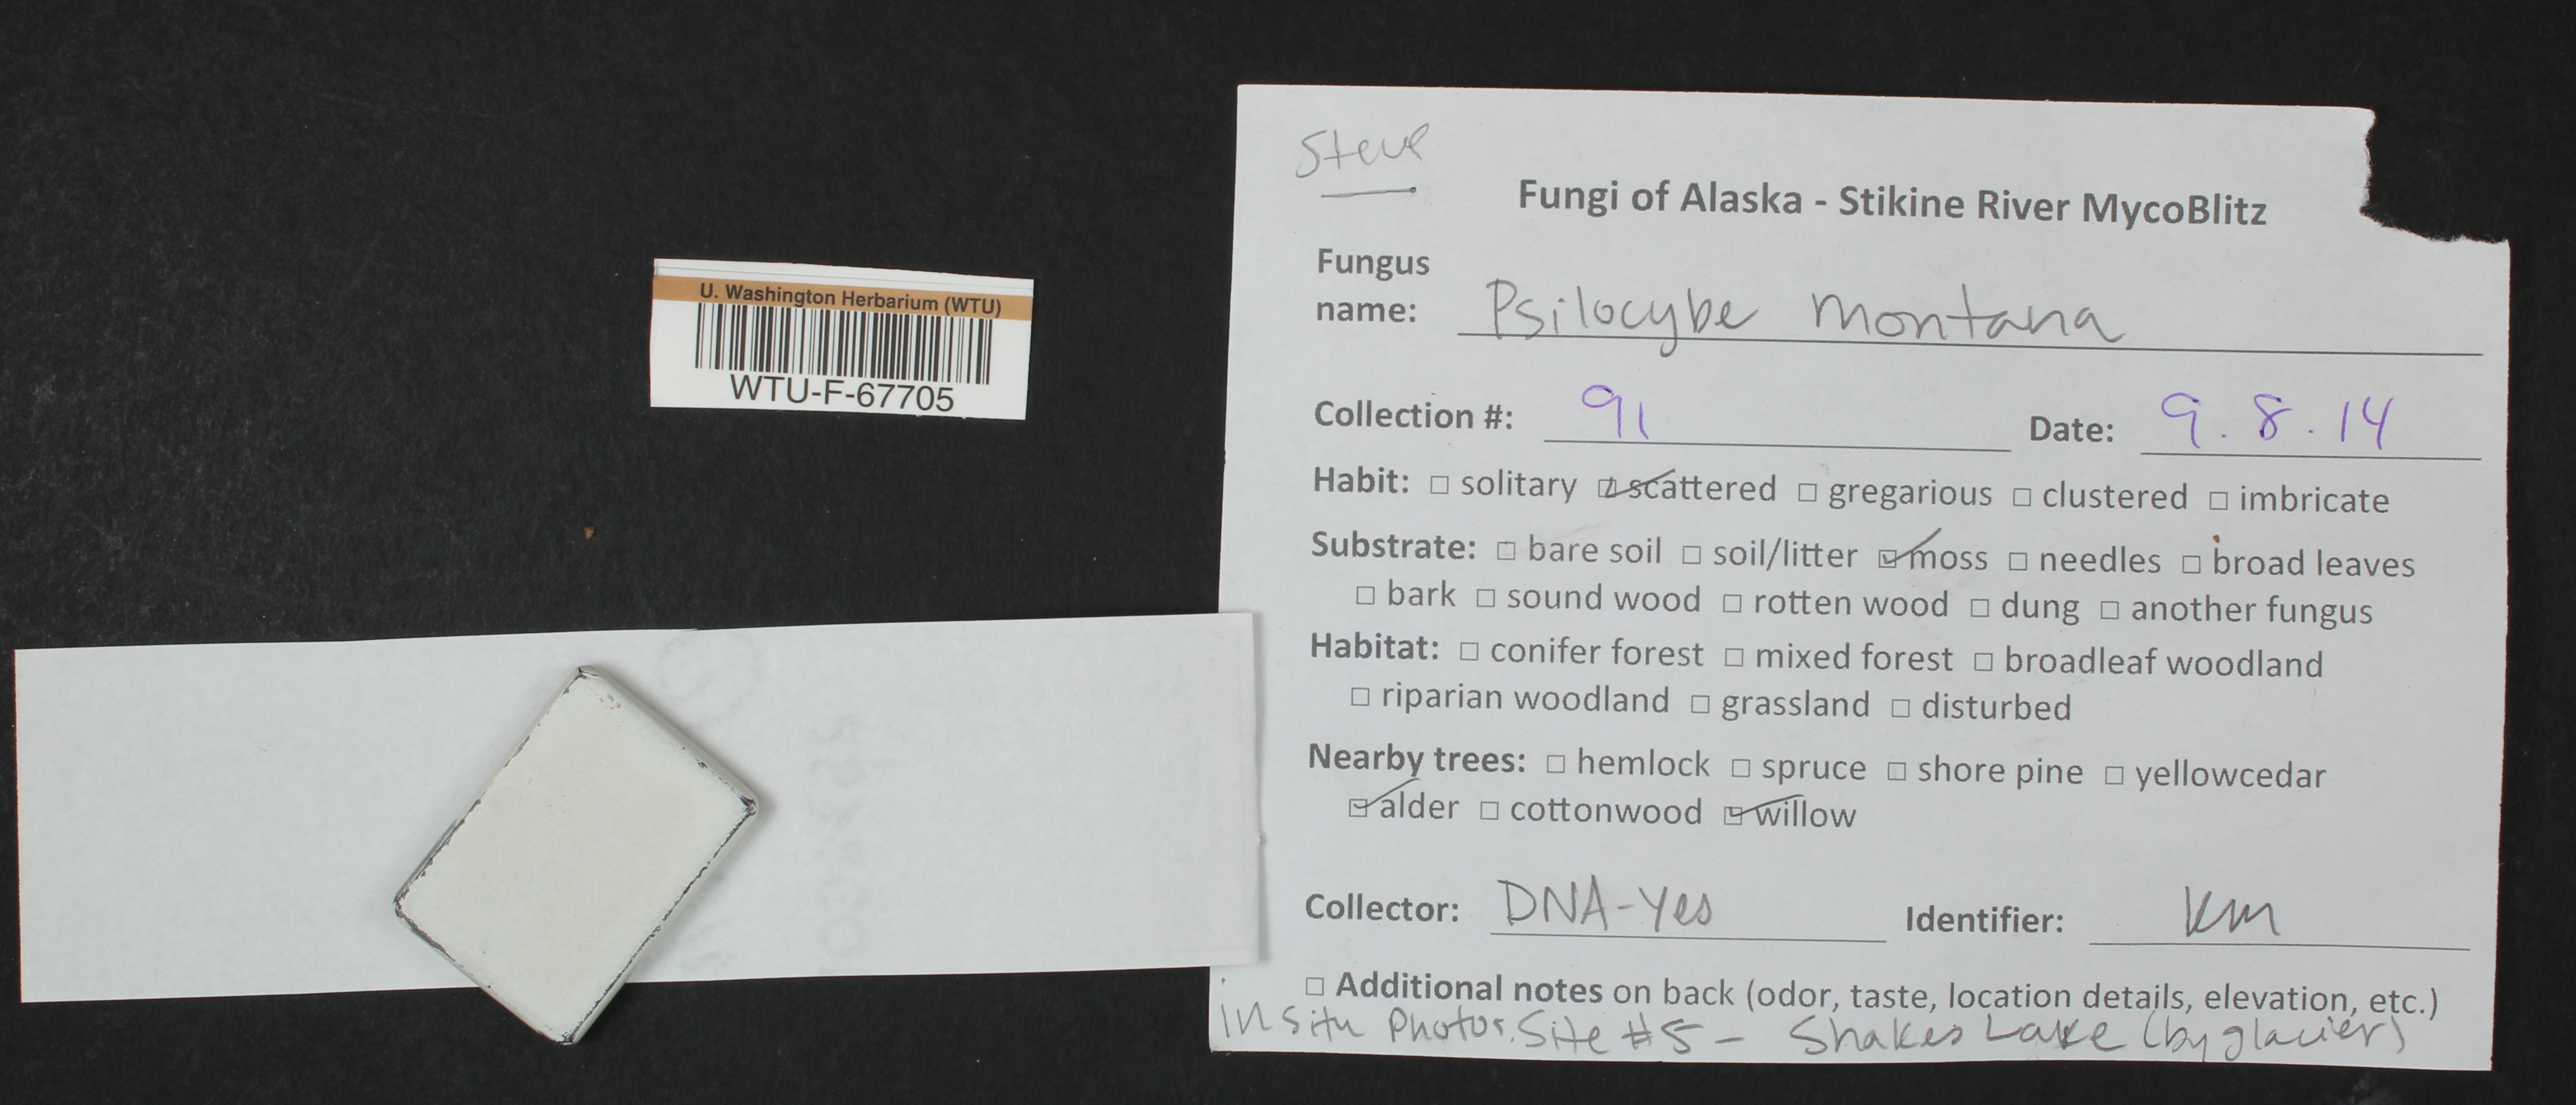 U. Washington Herbarium (WTU)
WTU-F-67705
Steve
Fungi of Alaska - Stikine River MycoBlitz
Fungus
name: Psilocybe montana
Collection #: 91 Date: 9.8.14
Habit: ☐ solitary ☑ scattered ☐ gregarious ☐ clustered ☐ imbricate
Substrate: ☐ bare soil ☐ soil/litter ☑ moss ☐ needles ☐ broad leaves
☐ bark ☐ sound wood ☐ rotten wood ☐ dung ☐ another fungus
Habitat: ☐ conifer forest ☐ mixed forest ☐ broadleaf woodland
☐ riparian woodland ☐ grassland ☐ disturbed
Nearby trees: ☐ hemlock ☐ spruce ☐ shore pine ☐ yellowcedar
☑ alder ☐ cottonwood ☑ willow
Collector: DNA-Yes Identifier: KM
☐ Additional notes on back (odor, taste, location details, elevation, etc.)
In situ Photos. Site #5 - Shakes Lake (by glacier)